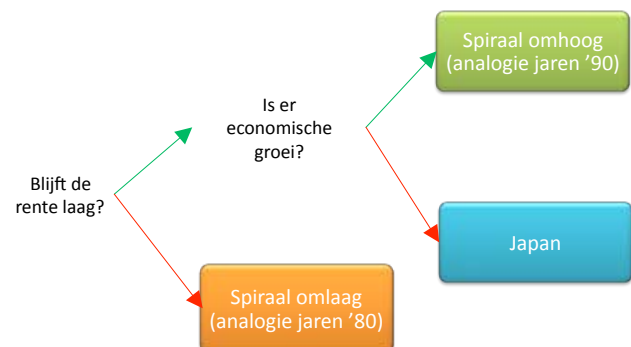 Blijft de
rente laag?
Is er
economische
groei?
Spiraal omhoog
(analogie jaren ’90)
Japan
Spiraal omlaag
(analogie jaren ’80)